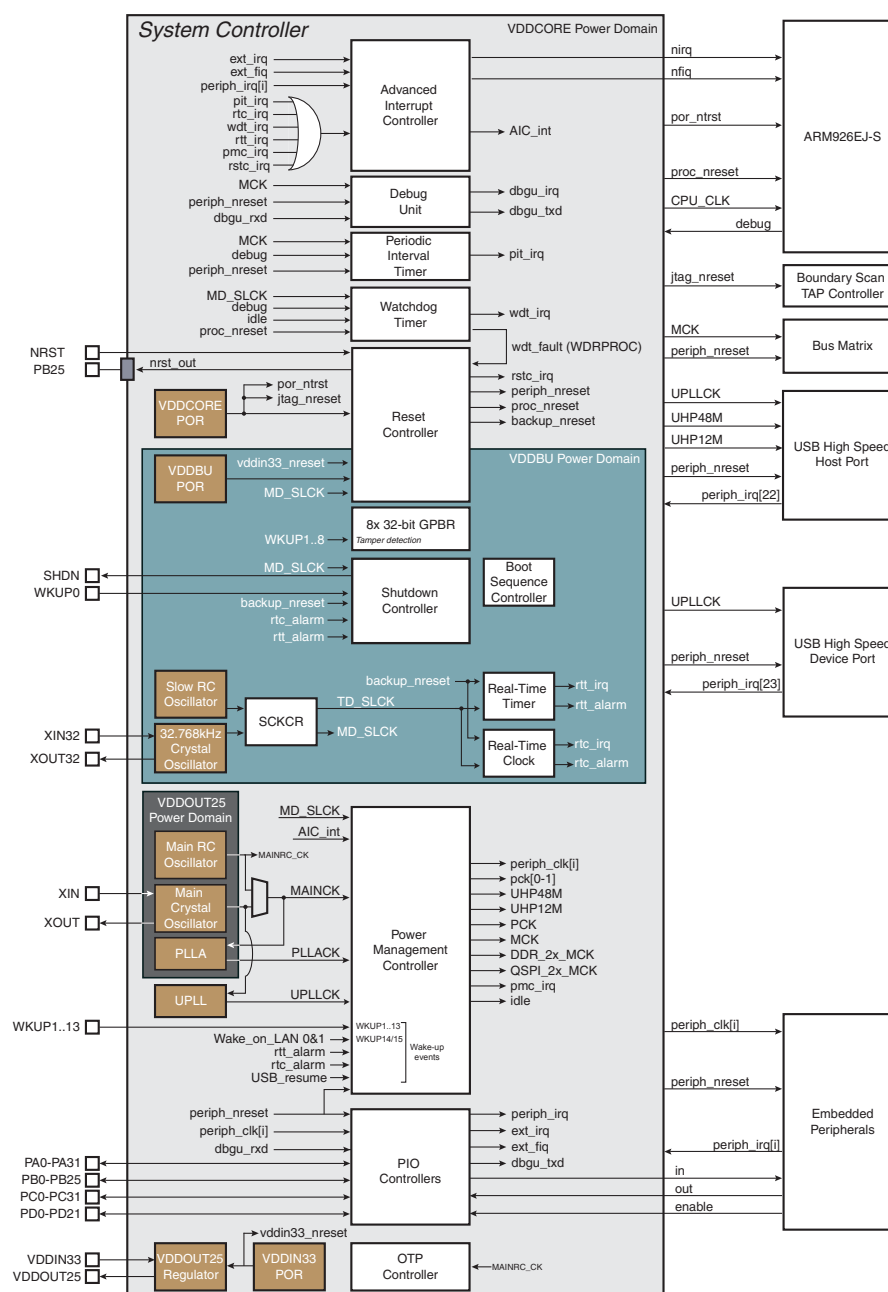 System Controller
VDDCORE Power Domain
ext_irq
ext_fiq
periph_irq[i]
pit_irq
rtc_irq
wdt_irq
rtt_irq
pmc_irq
rstc_irq
Advanced
Interrupt
Controller
AIC_int
nirq
nfiq
por_ntrst
proc_nreset
CPU_CLK
debug
ARM926EJ-S
MCK
periph_nreset
dbgu_rxd
Debug
Unit
dbgu_irq
dbgu_txd
MCK
debug
periph_nreset
Periodic
Interval
Timer
pit_irq
jtag_nreset
Boundary Scan
TAP Controller
MD_SLCK
debug
idle
proc_nreset
Watchdog
Timer
wdt_irq
wdt_fault (WDRPROC)
MCK
periph_nreset
Bus Matrix
NRST
PB25
nrst_out
VDDCORE
POR
por_ntrst
jtag_nreset
Reset
Controller
rstc_irq
periph_nreset
proc_nreset
backup_nreset
UPLLCK
UHP48M
UHP12M
periph_nreset
periph_irq[22]
USB High Speed
Host Port
VDDBU Power Domain
VDDBU
POR
vddin33_nreset
MD_SLCK
WKUP1..8
8x 32-bit GPBR
Tamper detection
SHDN
WKUP0
MD_SLCK
backup_nreset
rtc_alarm
rtt_alarm
Shutdown
Controller
Boot
Sequence
Controller
UPLLCK
periph_nreset
periph_irq[23]
USB High Speed
Device Port
Slow RC
Oscillator
XIN32
XOUT32
32.768kHz
Crystal
Oscillator
SCKCR
backup_nreset
TD_SLCK
MD_SLCK
Real-Time
Timer
rtt_irq
rtt_alarm
Real-Time
Clock
rtc_irq
rtc_alarm
VDDOUT25
Power Domain
Main RC
Oscillator
MAINRC_CK
XIN
XOUT
Main
Crystal
Oscillator
PLLA
UPLL
MD_SLCK
AIC_int
MAINCK
PLLACK
UPLLCK
Power
Management
Controller
periph_clk[i]
pck[0-1]
UHP48M
UHP12M
PCK
MCK
DDR_2x_MCK
QSPI_2x_MCK
pmc_irq
idle
WKUP1..13
WKUP1..13
WKUP14/15
Wake-up
events
Wake_on_LAN 0&1
rtt_alarm
rtc_alarm
USB_resume
periph_nreset
periph_clk[i]
dbgu_rxd
PA0-PA31
PB0-PB25
PC0-PC31
PD0-PD21
PIO
Controllers
periph_irq
ext_irq
ext_fiq
dbgu_txd
periph_clk[i]
periph_nreset
periph_irq[i]
in
out
enable
Embedded
Peripherals
VDDIN33
VDDOUT25
VDDOUT25
Regulator
vddin33_nreset
VDDIN33
POR
OTP
Controller
MAINRC_CK